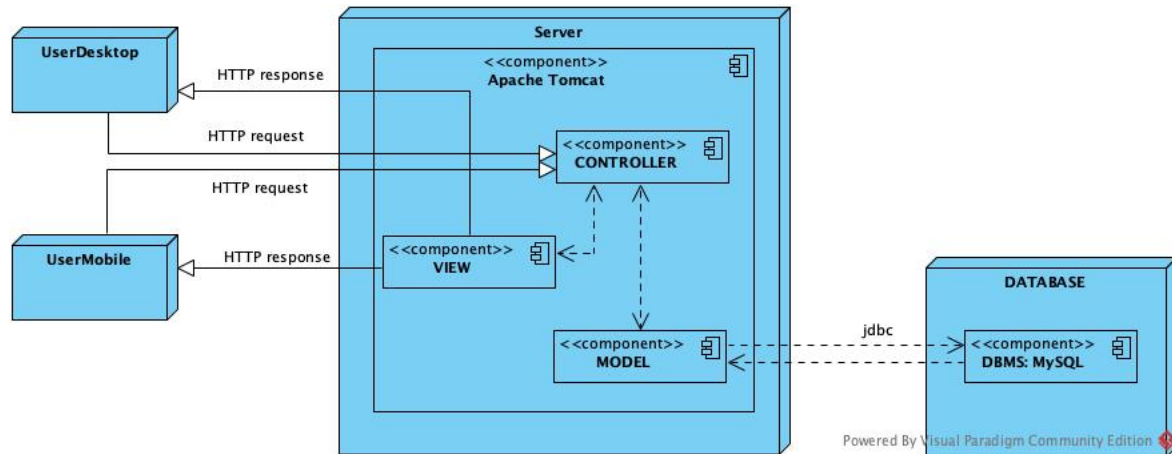 Server
UserDesktop
<<component>>
Apache Tomcat
HTTP response
HTTP request
<<component>>
CONTROLLER
HTTP request
UserMobile
HTTP response
<<component>>
VIEW
DATABASE
jdbc
<<component>>
MODEL
<<component>>
DBMS: MySQL
Powered By Visual Paradigm Community Edition